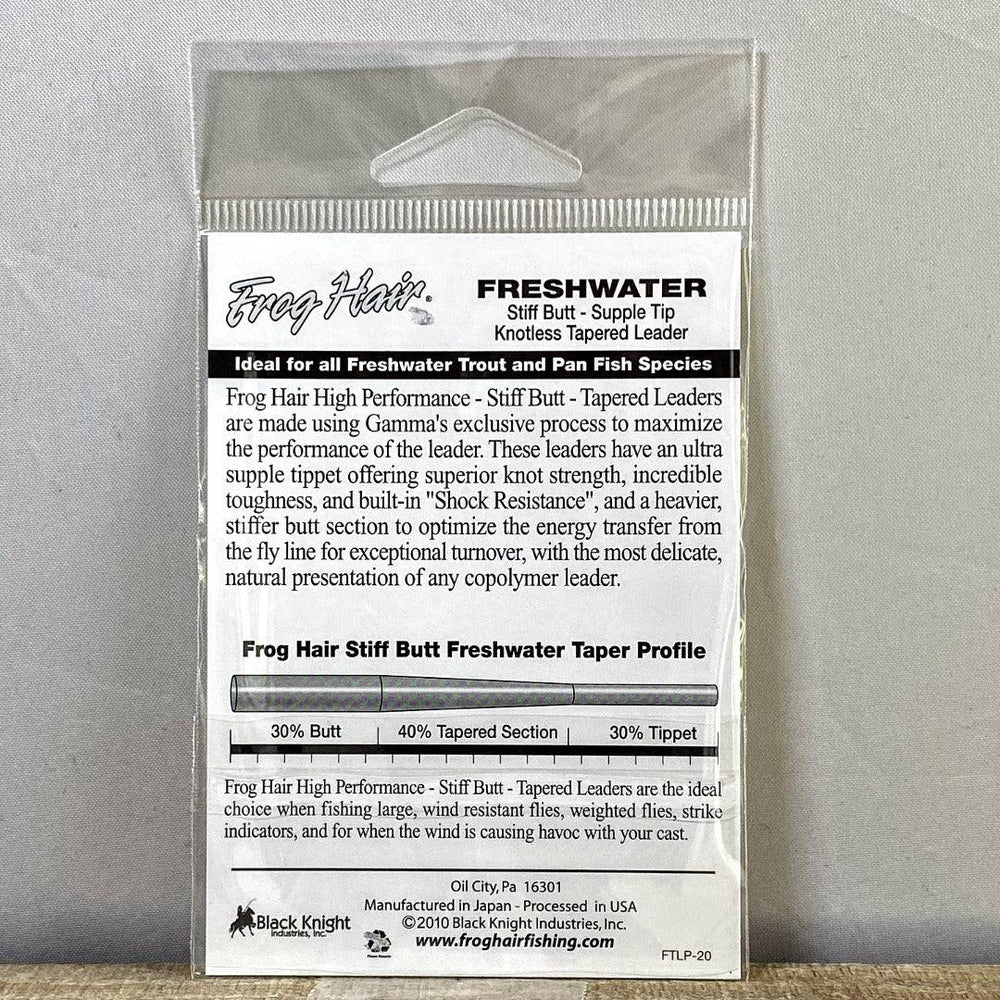 Frog Hair®
FRESHWATER
Stiff Butt - Supple Tip
Knotless Tapered Leader
Ideal for all Freshwater Trout and Pan Fish Species
Frog Hair High Performance - Stiff Butt - Tapered Leaders
are made using Gamma's exclusive process to maximize
the performance of the leader. These leaders have an ultra
supple tippet offering superior knot strength, incredible
toughness, and built-in "Shock Resistance", and a heavier,
stiffer butt section to optimize the energy transfer from
the fly line for exceptional turnover, with the most delicate,
natural presentation of any copolymer leader.
Frog Hair Stiff Butt Freshwater Taper Profile
30% Butt 40% Tapered Section 30% Tippet
Frog Hair High Performance - Stiff Butt - Tapered Leaders are the ideal
choice when fishing large, wind resistant flies, weighted flies, strike
indicators, and for when the wind is causing havoc with your cast.
Oil City, Pa 16301
Manufactured in Japan - Processed in USA
©2010 Black Knight Industries, Inc.
www.froghairfishing.com
Black Knight
Industries, Inc.
Please Recycle
FTLP-20